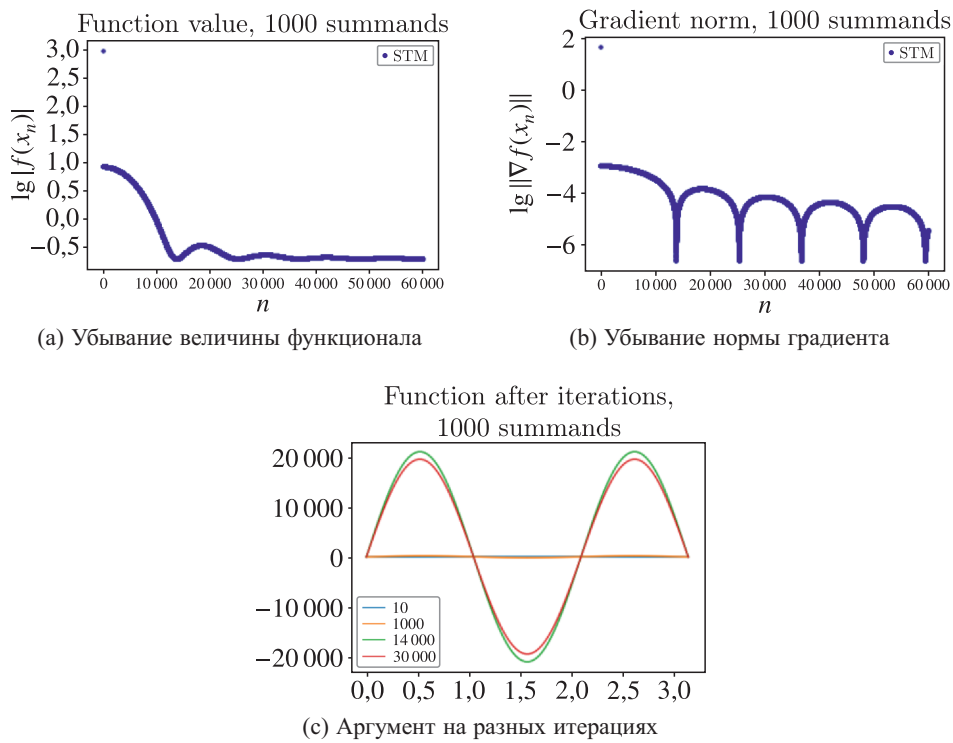 Function value, 1000 summands
lg |f(x_n)|
3,0
2,5
2,0
1,5
1,0
0,5
0,0
−0,5
STM
0 10 000 20 000 30 000 40 000 50 000 60 000
n
(a) Убывание величины функционала
Gradient norm, 1000 summands
lg ||∇f(x_n)||
2
0
−2
−4
−6
STM
0 10 000 20 000 30 000 40 000 50 000 60 000
n
(b) Убывание нормы градиента
Function after iterations,
1000 summands
20 000
10 000
0
−10 000
−20 000
10
1000
14 000
30 000
0,0 0,5 1,0 1,5 2,0 2,5 3,0
(c) Аргумент на разных итерациях